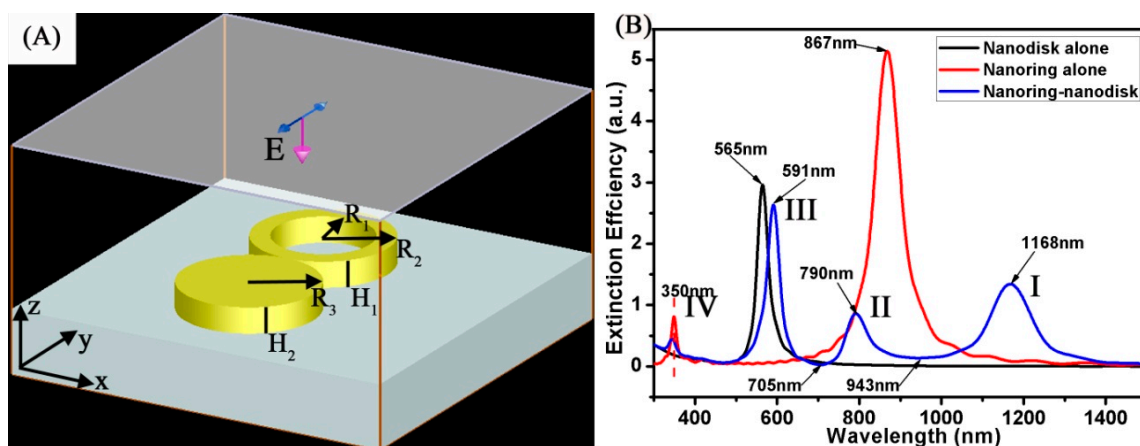 (A)
E
R1
R2
R3
H1
H2
z
y
x
(B)
Extinction Effciency (a.u.)
5
4
3
2
1
0
867nm
Nanodisk alone
Nanoring alone
Nanoring-nanodisk
565nm
591nm
III
790nm
1168nm
350nm
IV
II
I
705nm
943nm
400 600 800 1000 1200 1400
Wavelength (nm)